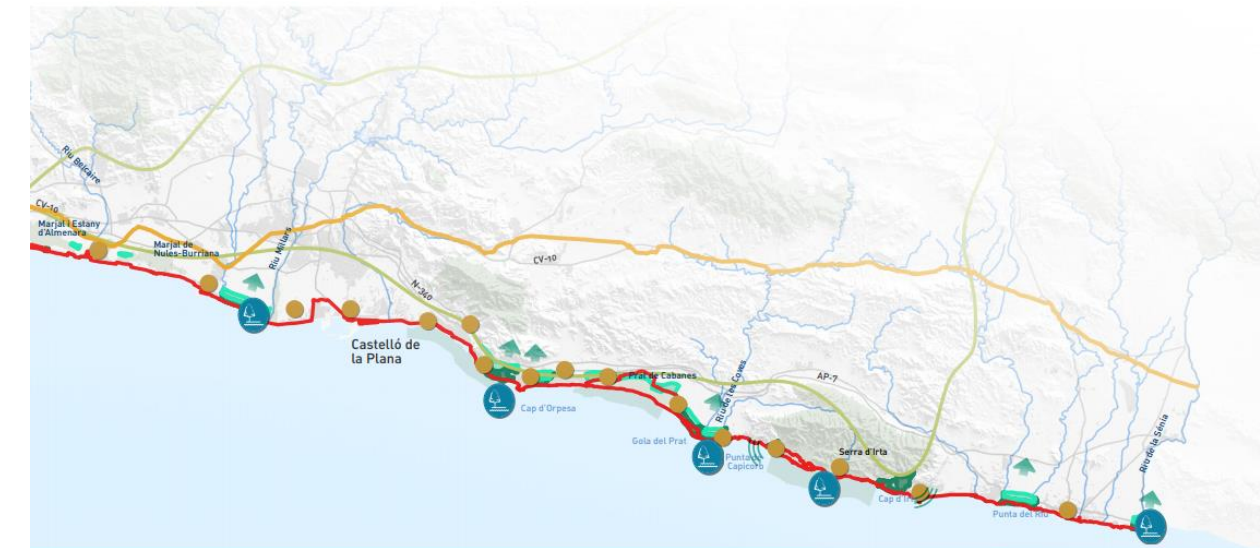 Riu Belcaire
CV-10
Marjal i Estany
d'Almenara
Marjal de
Nules-Burriana
Riu Millars
N-340
CV-10
Castelló de
la Plana
Cap d'Orpesa
Prat de Cabanes
AP-7
Riu de les Coves
Gola del Prat
Punta de
Capicorb
Serra d'Irta
Cap d'Irta
Punta del Riu
Riu de la Sénia